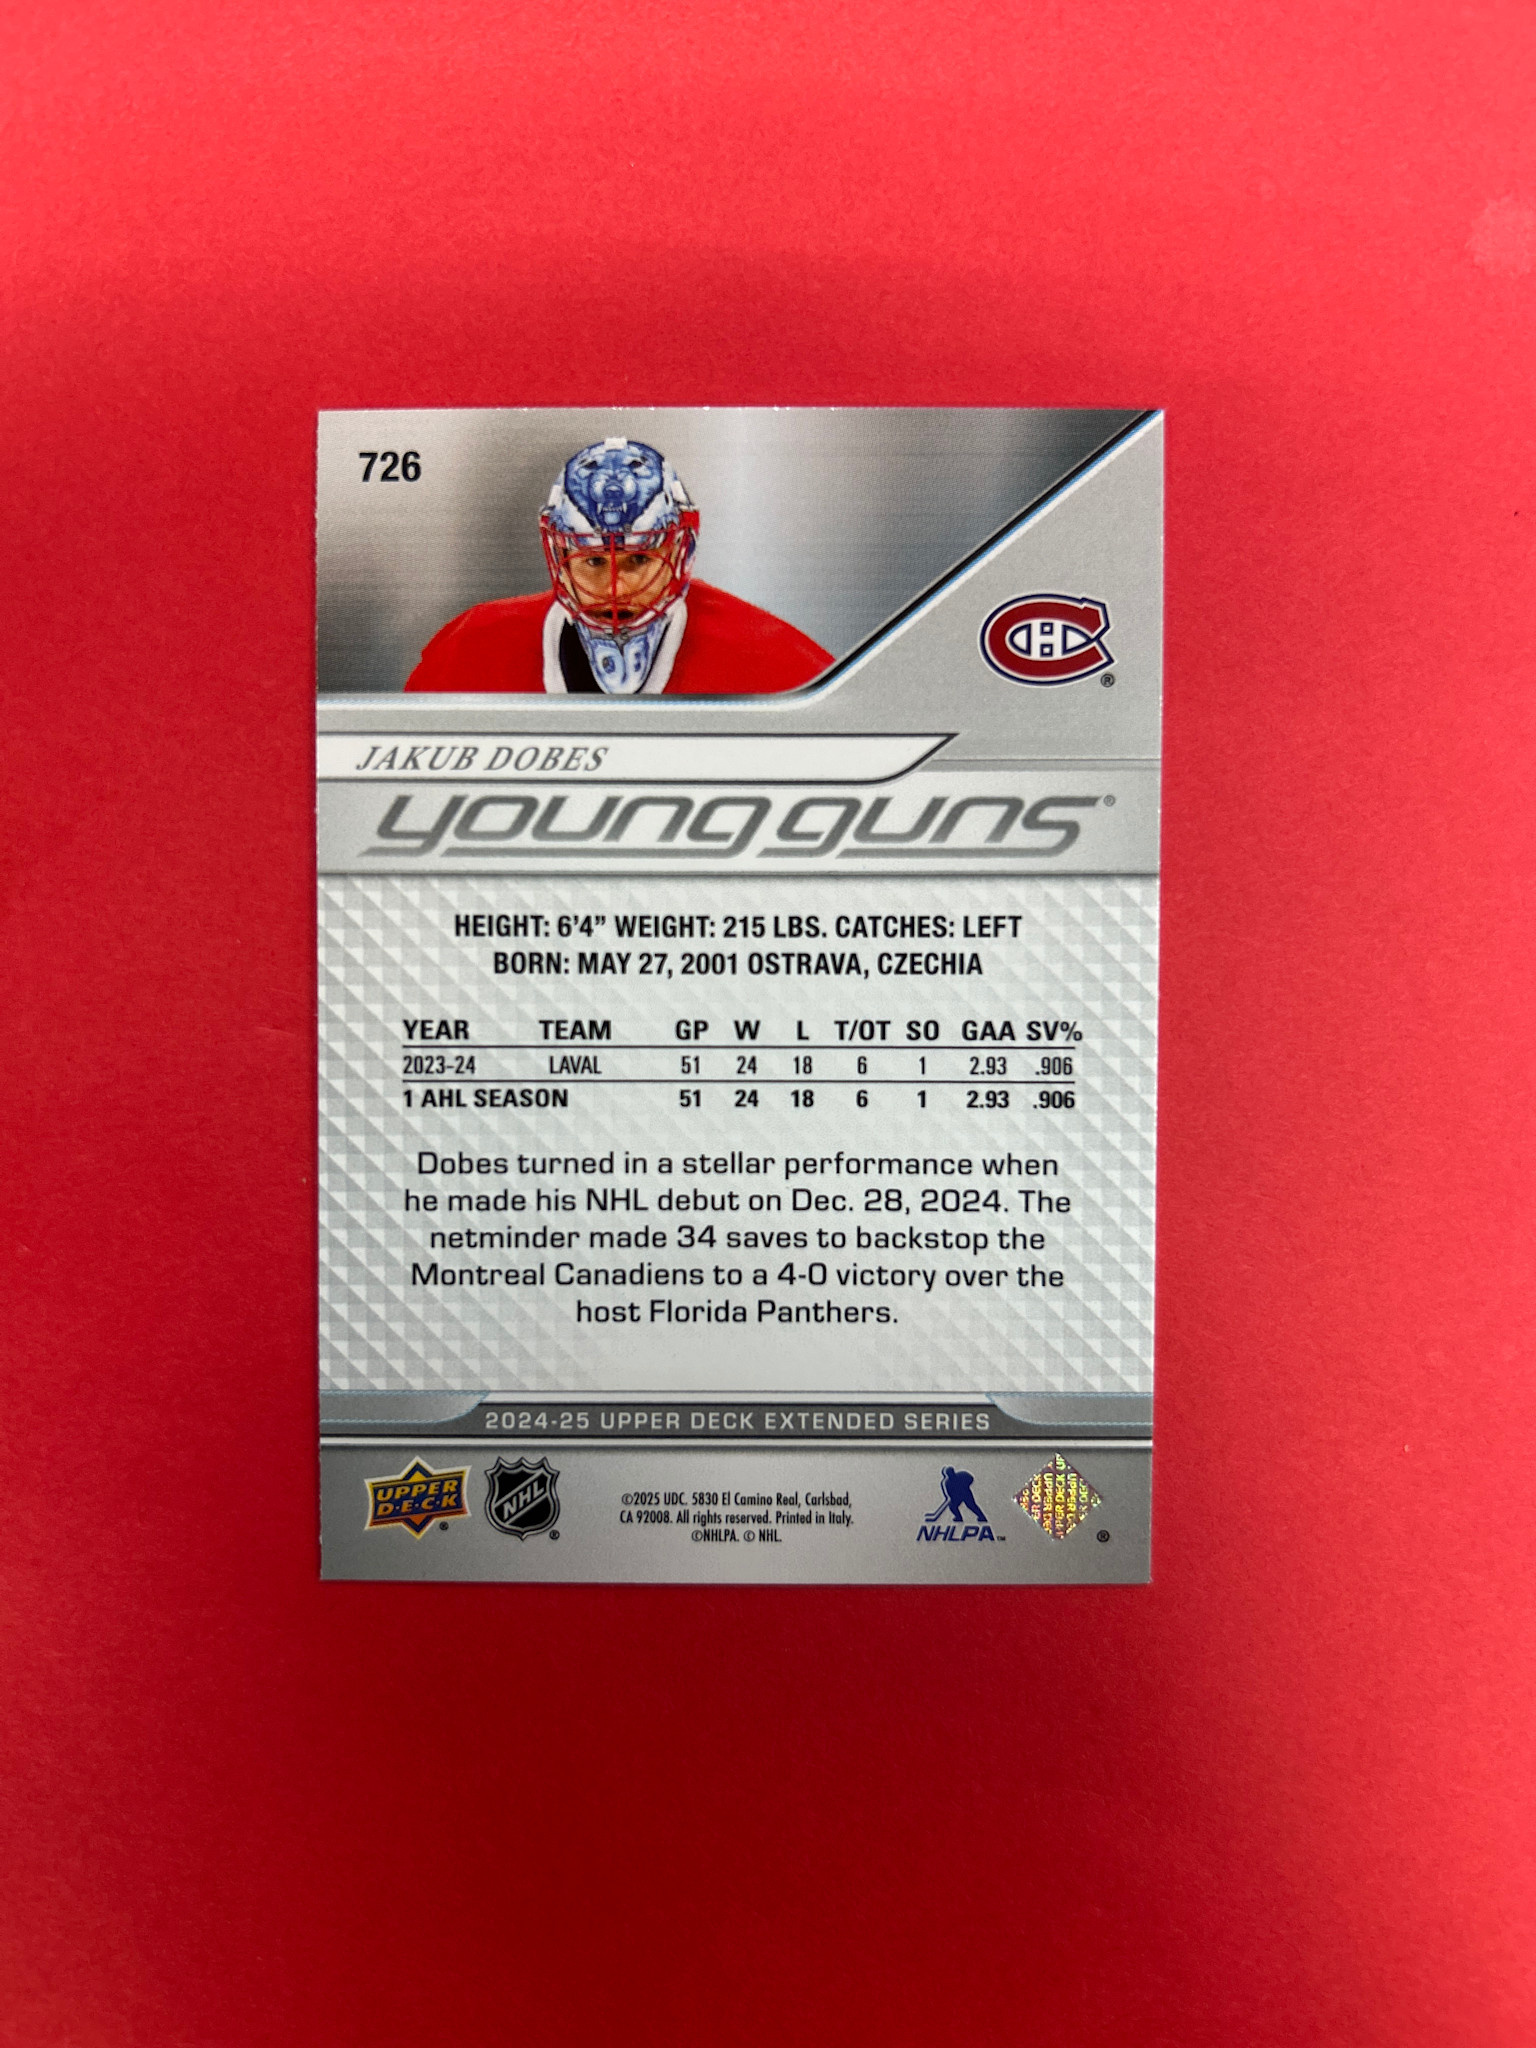 726
JAKUB DOBES
young guns®
HEIGHT: 6'4" WEIGHT: 215 LBS. CATCHES: LEFT
BORN: MAY 27, 2001 OSTRAVA, CZECHIA
YEAR TEAM GP W L T/OT SO GAA SV%
2023-24 LAVAL 51 24 18 6 1 2.93 .906
1 AHL SEASON 51 24 18 6 1 2.93 .906
Dobes turned in a stellar performance when
he made his NHL debut on Dec. 28, 2024. The
netminder made 34 saves to backstop the
Montreal Canadiens to a 4-0 victory over the
host Florida Panthers.
2024-25 UPPER DECK EXTENDED SERIES
UPPER
D·E·C·K ®
NHL ®
©2025 UDC. 5830 El Camino Real, Carlsbad,
CA 92008. All rights reserved. Printed in Italy.
©NHLPA. © NHL.
NHLPA™
UPPER DECK
®